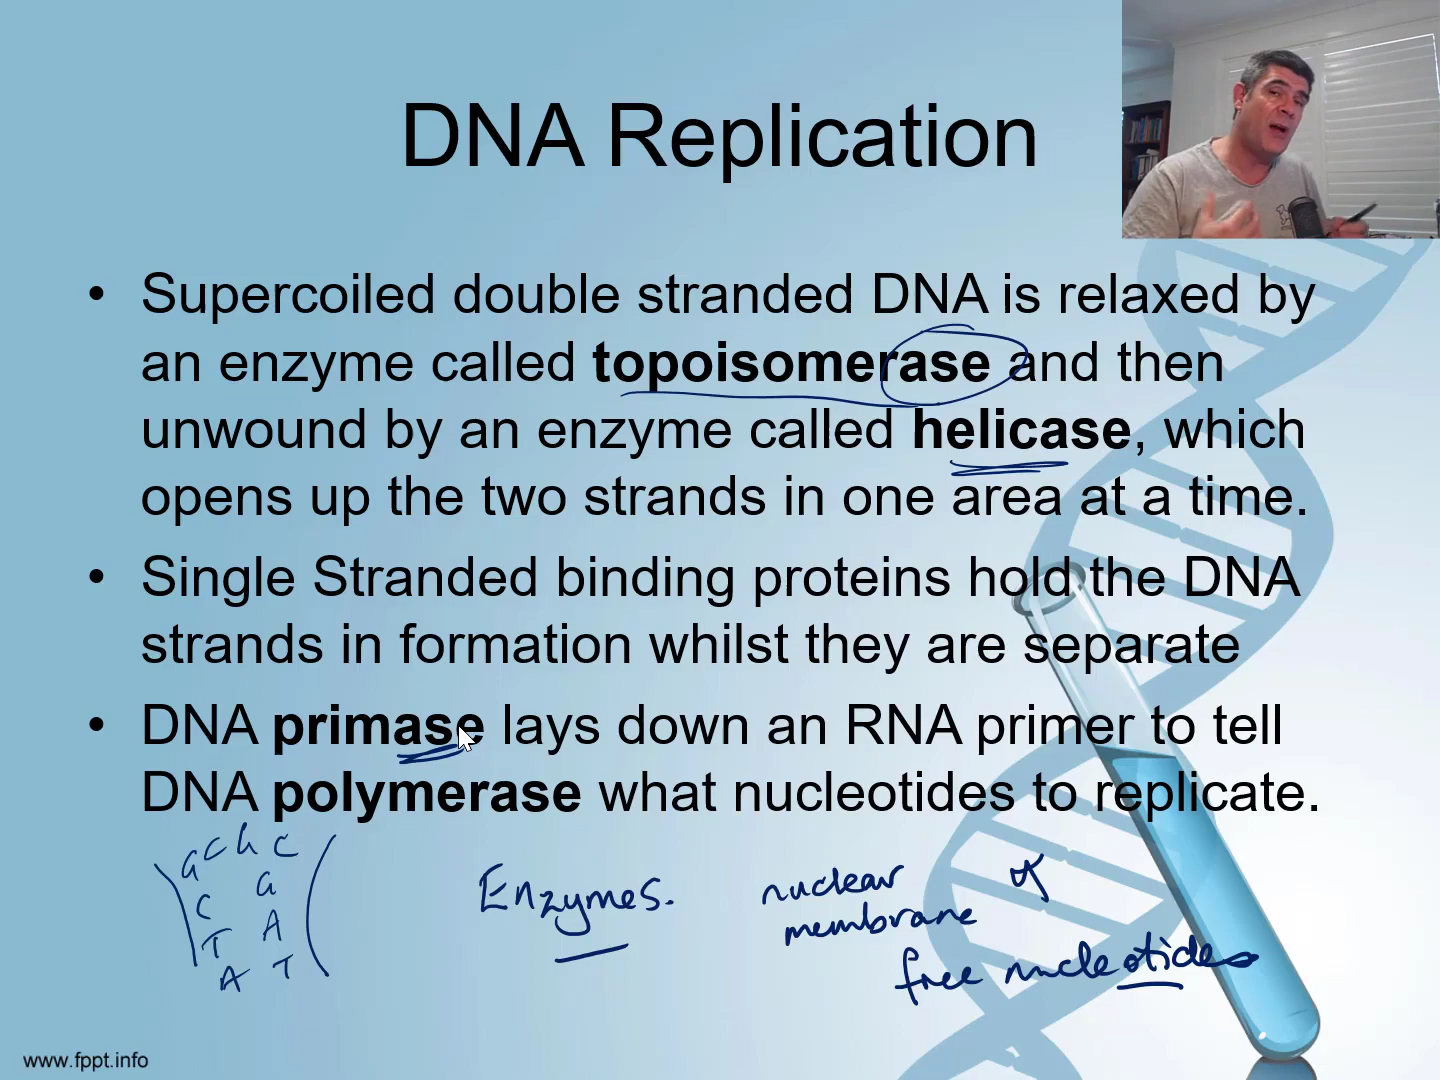 DNA Replication
• Supercoiled double stranded DNA is relaxed by
an enzyme called topoisomerase and then
unwound by an enzyme called helicase, which
opens up the two strands in one area at a time.
• Single Stranded binding proteins hold the DNA
strands in formation whilst they are separate
• DNA primase lays down an RNA primer to tell
DNA polymerase what nucleotides to replicate.
G C G C
C G
T A
A T
Enzymes.
nuclear
membrane
free nucleotides
www.fppt.info